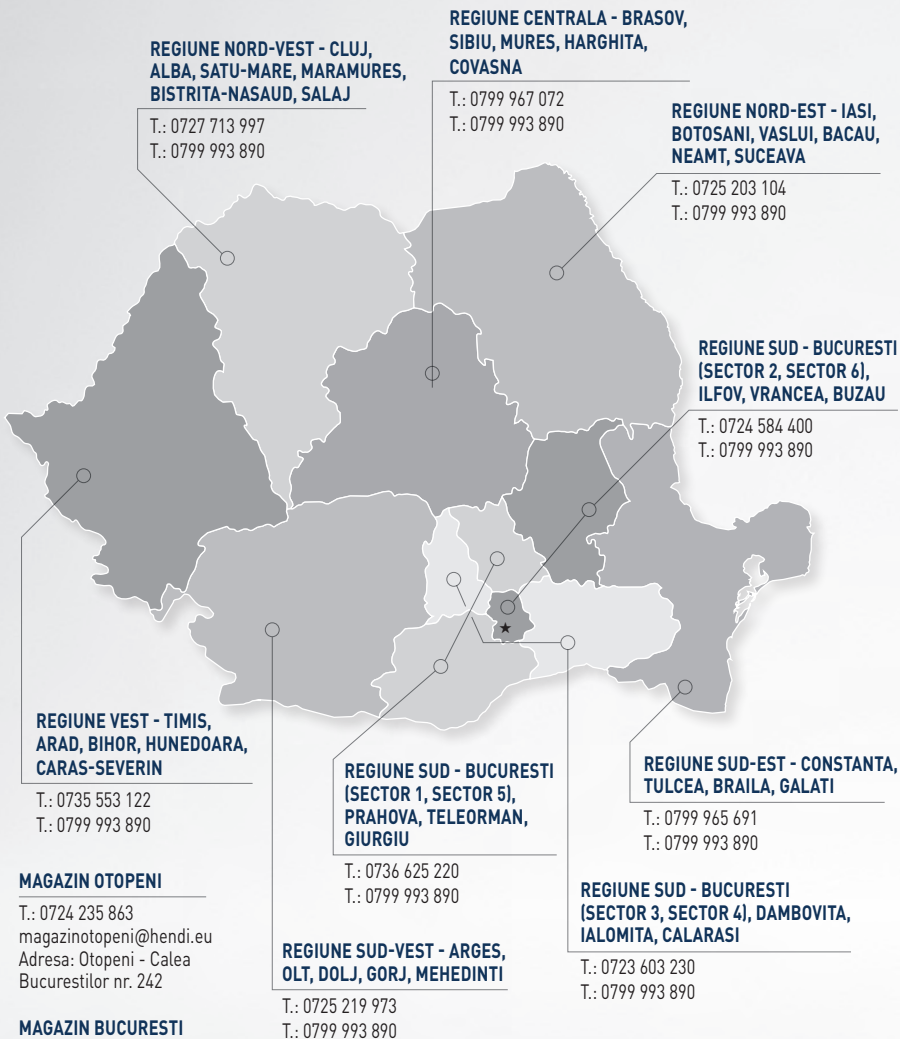 REGIUNE NORD-VEST - CLUJ,
ALBA, SATU-MARE, MARAMURES,
BISTRITA-NASAUD, SALAJ
T.: 0727 713 997
T.: 0799 993 890
REGIUNE CENTRALA - BRASOV,
SIBIU, MURES, HARGHITA,
COVASNA
T.: 0799 967 072
T.: 0799 993 890
REGIUNE NORD-EST - IASI,
BOTOSANI, VASLUI, BACAU,
NEAMT, SUCEAVA
T.: 0725 203 104
T.: 0799 993 890
REGIUNE SUD - BUCURESTI
(SECTOR 2, SECTOR 6),
ILFOV, VRANCEA, BUZAU
T.: 0724 584 400
T.: 0799 993 890
REGIUNE VEST - TIMIS,
ARAD, BIHOR, HUNEDOARA,
CARAS-SEVERIN
T.: 0735 553 122
T.: 0799 993 890
REGIUNE SUD - BUCURESTI
(SECTOR 1, SECTOR 5),
PRAHOVA, TELEORMAN,
GIURGIU
T.: 0736 625 220
T.: 0799 993 890
REGIUNE SUD-EST - CONSTANTA,
TULCEA, BRAILA, GALATI
T.: 0799 965 691
T.: 0799 993 890
REGIUNE SUD - BUCURESTI
(SECTOR 3, SECTOR 4), DAMBOVITA,
IALOMITA, CALARASI
T.: 0723 603 230
T.: 0799 993 890
REGIUNE SUD-VEST - ARGES,
OLT, DOLJ, GORJ, MEHEDINTI
T.: 0725 219 973
T.: 0799 993 890
MAGAZIN OTOPENI
T.: 0724 235 863
magazinotopeni@hendi.eu
Adresa: Otopeni - Calea
Bucurestilor nr. 242
MAGAZIN BUCURESTI